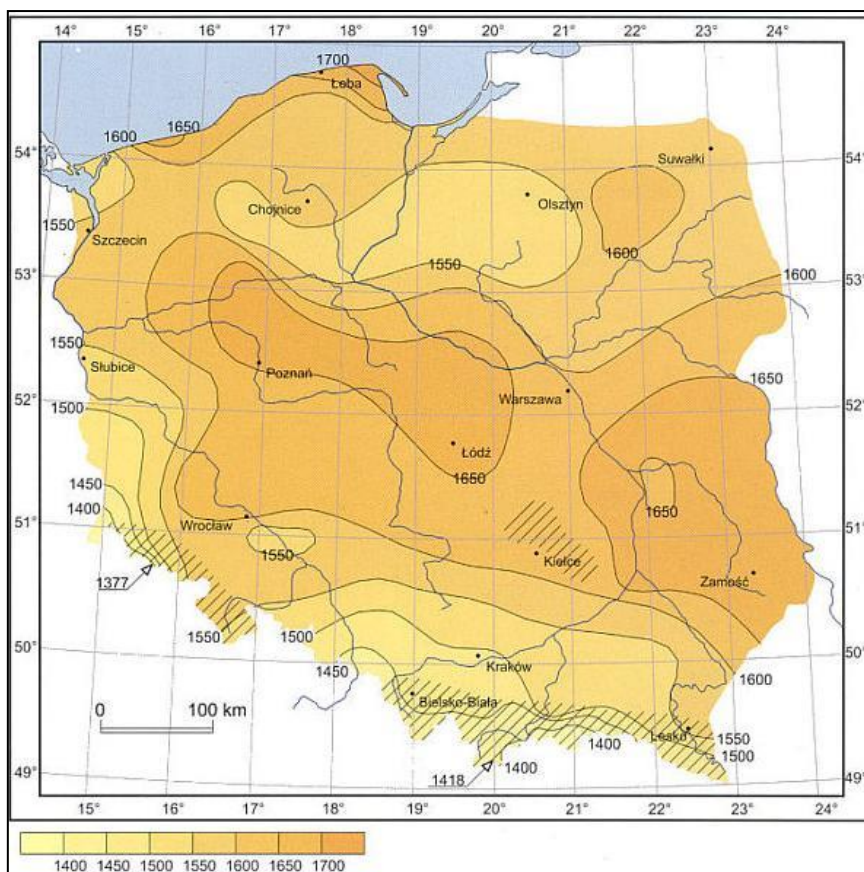 14° 15° 16° 17° 18° 19° 20° 21° 22° 23° 24°
1700
Łeba
1650
1600
54° 54°
Suwałki
Chojnice
Olsztyn
1550
Szczecin
1600
53° 1550 1600 53°
1550
Słubice
Poznań
1650
Warszawa
52° 1500 52°
Łódź
1650
1450
1400
1650
51° Wrocław 51°
1550
Kielce
1377
Zamość
1550 1500
50° 50°
1450
Kraków
1600
0 100 km
Bielsko-Biała
Lesko
1550
1400
1500
49° 1400 49°
1418
15° 16° 17° 18° 19° 20° 21° 22° 23° 24°
1400 1450 1500 1550 1600 1650 1700